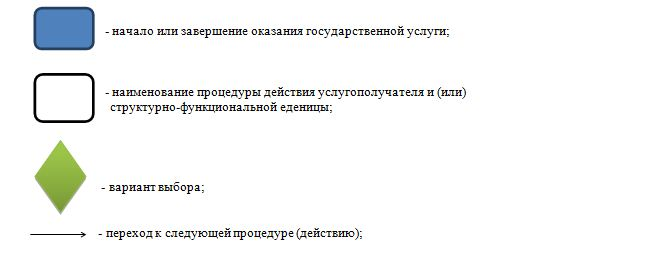 - начало или завершение оказания государственной услуги;
- наименование процедуры действия услугополучателя и (или)
структурно-функциональной еденицы;
- вариант выбора;
- переход к следующей процедуре (действию);